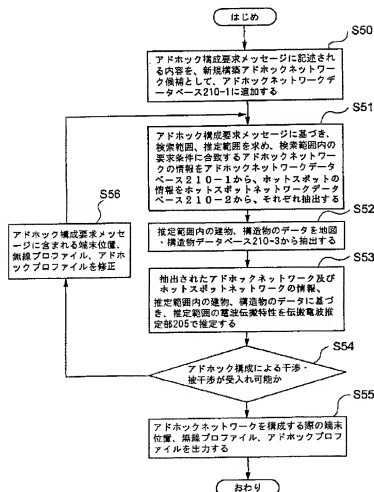 はじめ
S50
アドホック構成要求メッセージに記述され
る内容を、新規構築アドホックネットワー
ク候補として、アドホックネットワークデ
ータベース210-1に追加する
S51
アドホック構成要求メッセージに基づき、
検索範囲、推定範囲を求め、検索範囲内の
要求条件に合致するアドホックネットワーク
の情報をアドホックネットワークデータ
ベース210-1から、ホットスポットの
情報をホットスポットネットワークデータ
ベース210-2から、それぞれ抽出する
S52
推定範囲内の建物、構造物のデータを地図
・構造物データベース210-3から抽出する
S53
抽出されたアドホックネットワーク及び
ホットスポットネットワークの情報、
推定範囲内の建物、構造物のデータに基
づき、推定範囲の電波伝搬特性を伝搬電波推
定部205で推定する
S54
アドホック構成による干渉・
被干渉が受入れ可能か
S56
アドホック構成要求メッセー
ジに含まれる端末位置、
無線プロファイル、アドホッ
クプロファイルを修正
S55
アドホックネットワークを構成する際の端末
位置、無線プロファイル、アドホックプロフ
ァイルを出力する
おわり